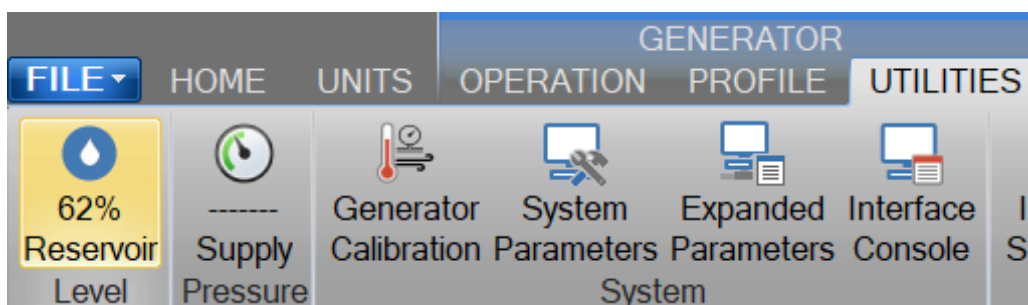 GENERATOR
FILE HOME UNITS OPERATION PROFILE UTILITIES
62% ------- Generator System Expanded Interface
Reservoir Supply Calibration Parameters Parameters Console
Level Pressure System